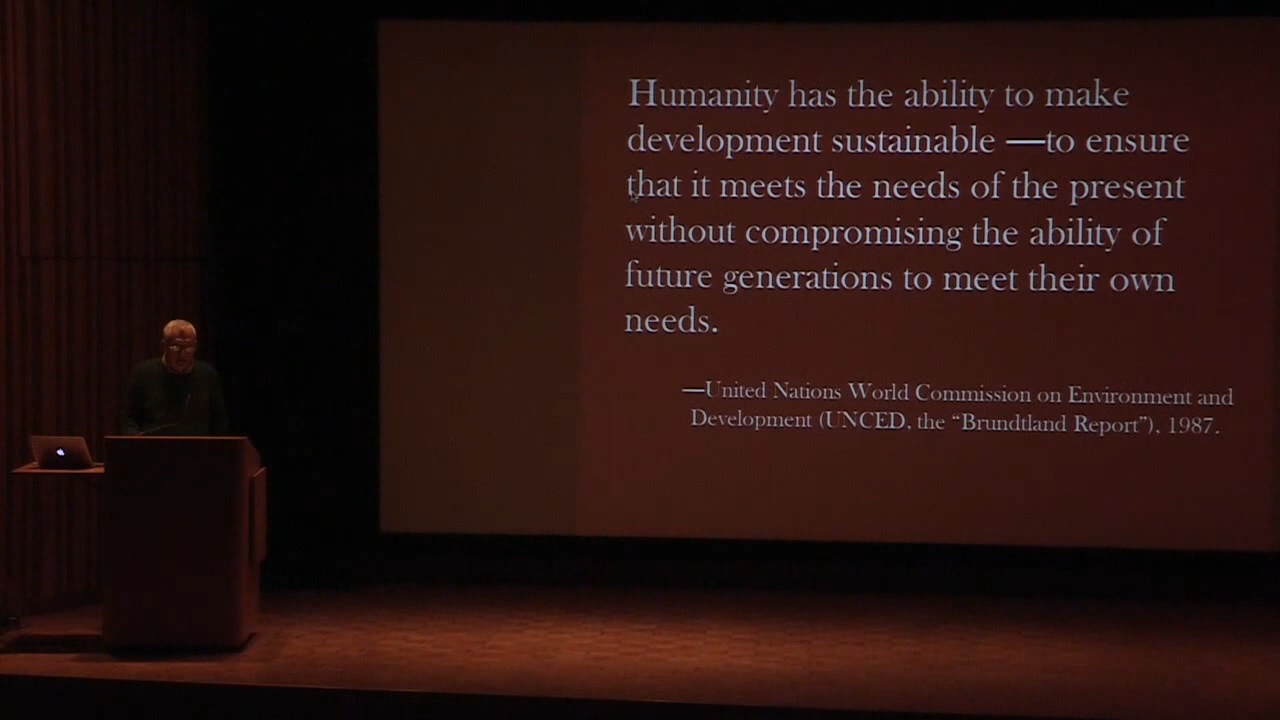 Humanity has the ability to make
development sustainable —to ensure
that it meets the needs of the present
without compromising the ability of
future generations to meet their own
needs.
—United Nations World Commission on Environment and
Development (UNCED, the “Brundtland Report”), 1987.